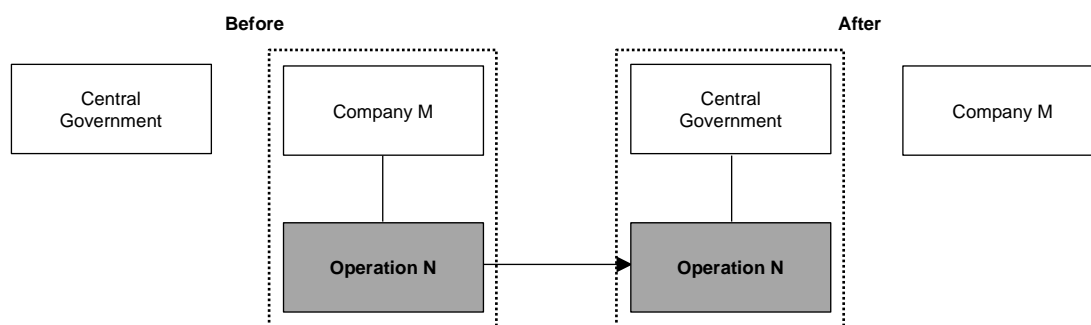 Before
After
Central
Government
Company M
Central
Government
Company M
Operation N
Operation N